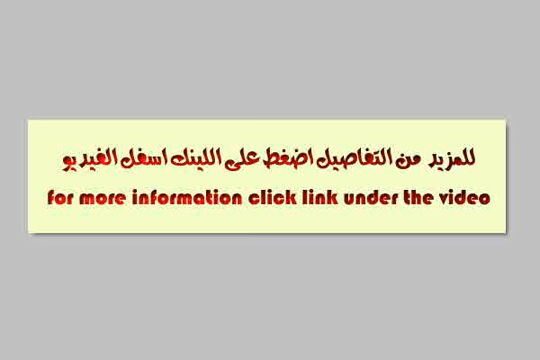 للمزيد من التفاصيل اضغط على اللينك اسفل الفيديو
for more information click link under the video